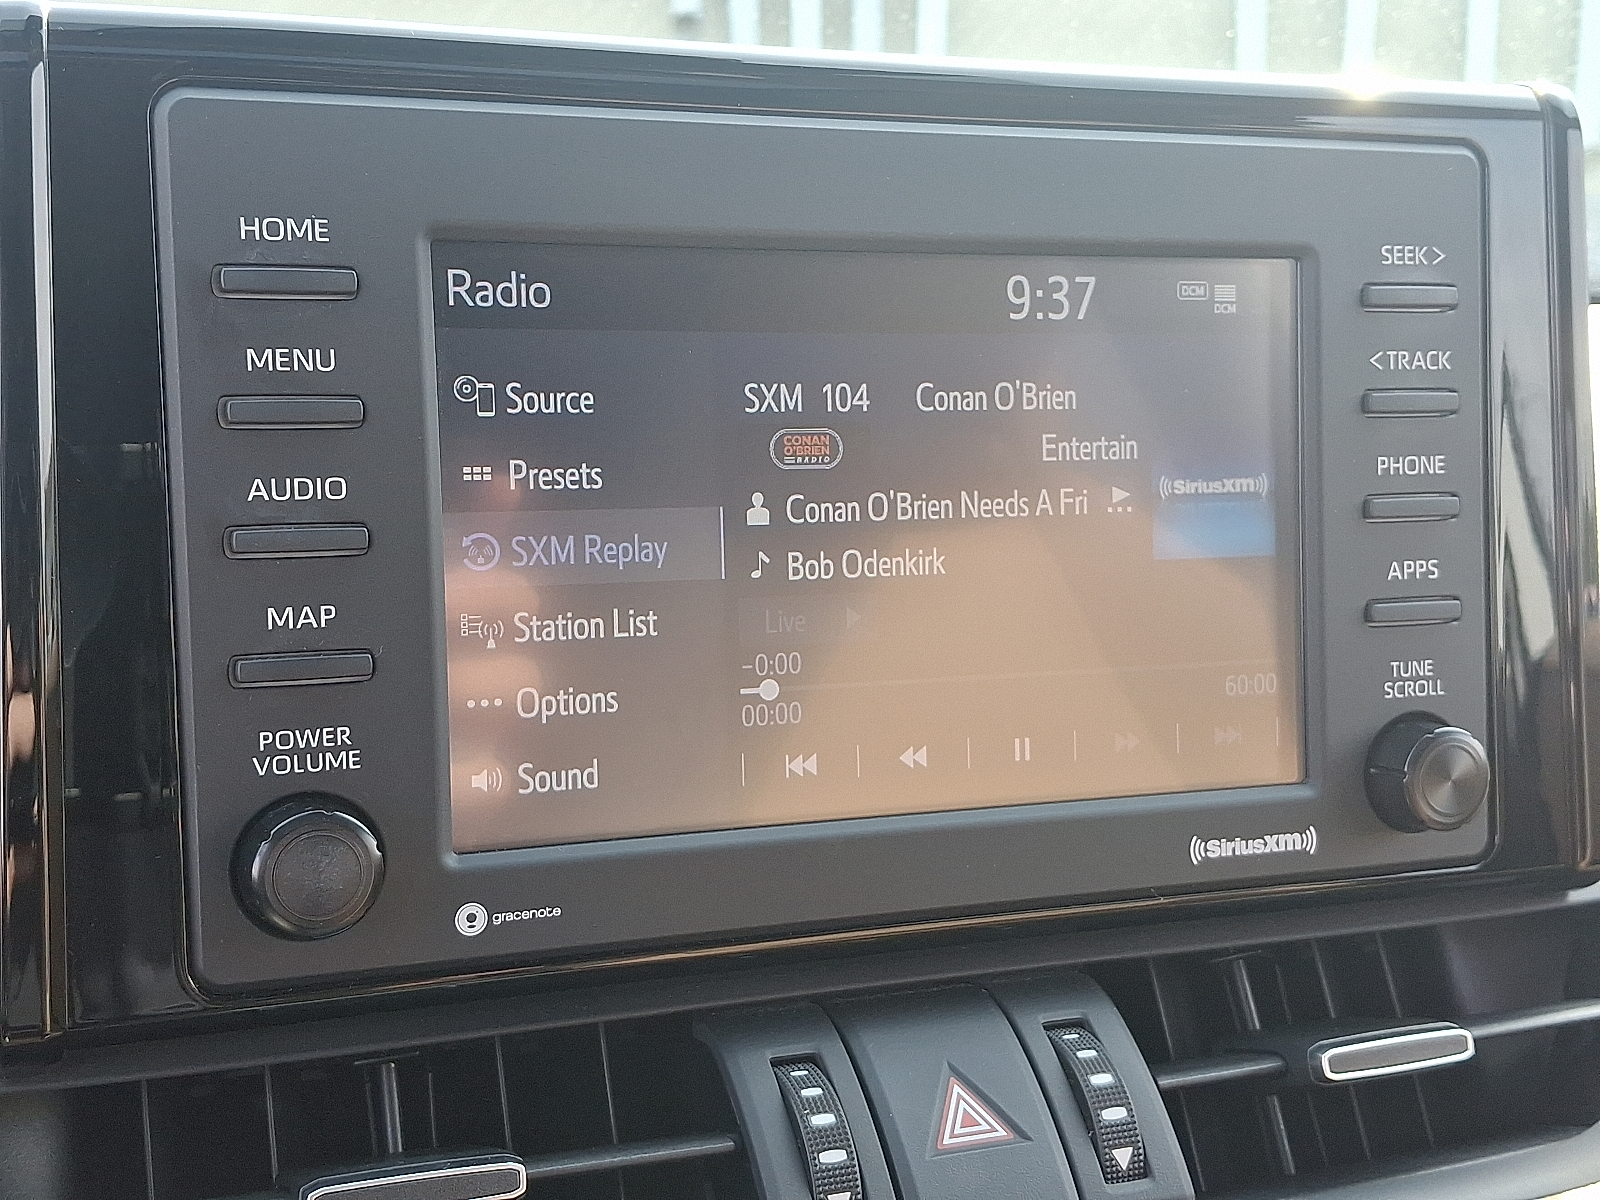 HOME
MENU
AUDIO
MAP
POWER
VOLUME
Radio
9:37
DCM
DCM
Source
Presets
SXM Replay
Station List
Options
Sound
SXM 104 Conan O'Brien
CONAN
O'BRIEN
RADIO
Entertain
Conan O'Brien Needs A Fri
Bob Odenkirk
((SiriusXM))
Live
-0:00
00:00
60:00
SEEK>
<TRACK
PHONE
APPS
TUNE
SCROLL
gracenote
((SiriusXM))